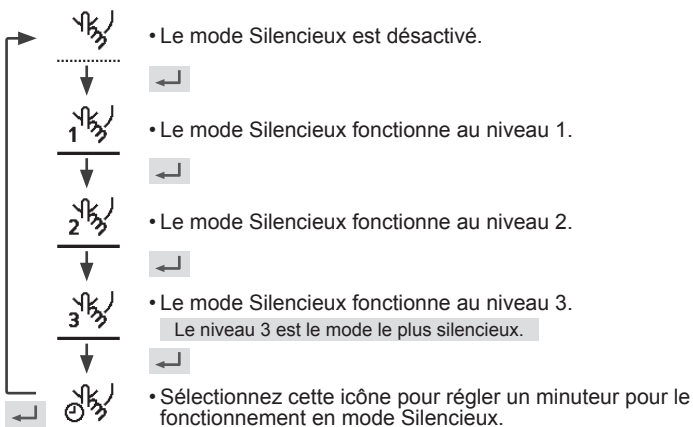 • Le mode Silencieux est désactivé.
1
• Le mode Silencieux fonctionne au niveau 1.
2
• Le mode Silencieux fonctionne au niveau 2.
3
• Le mode Silencieux fonctionne au niveau 3.
Le niveau 3 est le mode le plus silencieux.
• Sélectionnez cette icône pour régler un minuteur pour le
fonctionnement en mode Silencieux.